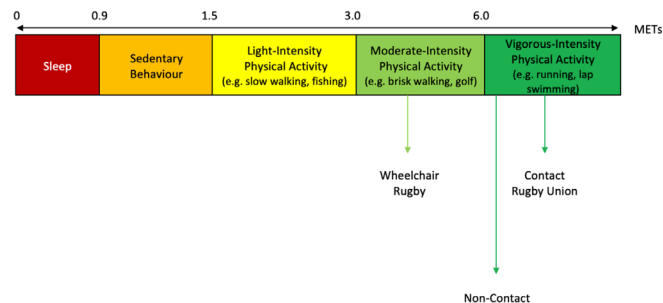 0 0.9 1.5 3.0 6.0
METs
Sleep
Sedentary
Behaviour
Light-Intensity
Physical Activity
(e.g. slow walking, fishing)
Moderate-Intensity
Physical Activity
(e.g. brisk walking, golf)
Vigorous-Intensity
Physical Activity
(e.g. running, lap
swimming)
Wheelchair
Rugby
Contact
Rugby Union
Non-Contact